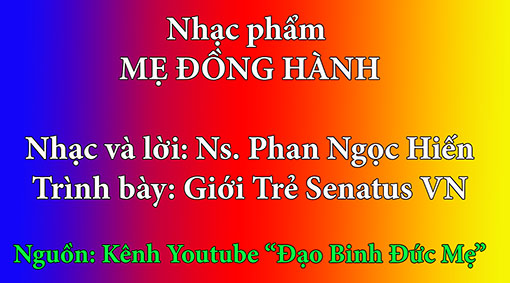 Nhạc phẩm
MẸ ĐỒNG HÀNH
Nhạc và lời: Ns. Phan Ngọc Hiến
Trình bày: Giới Trẻ Senatus VN
Nguồn: Kênh Youtube “Đạo Binh Đức Mẹ”